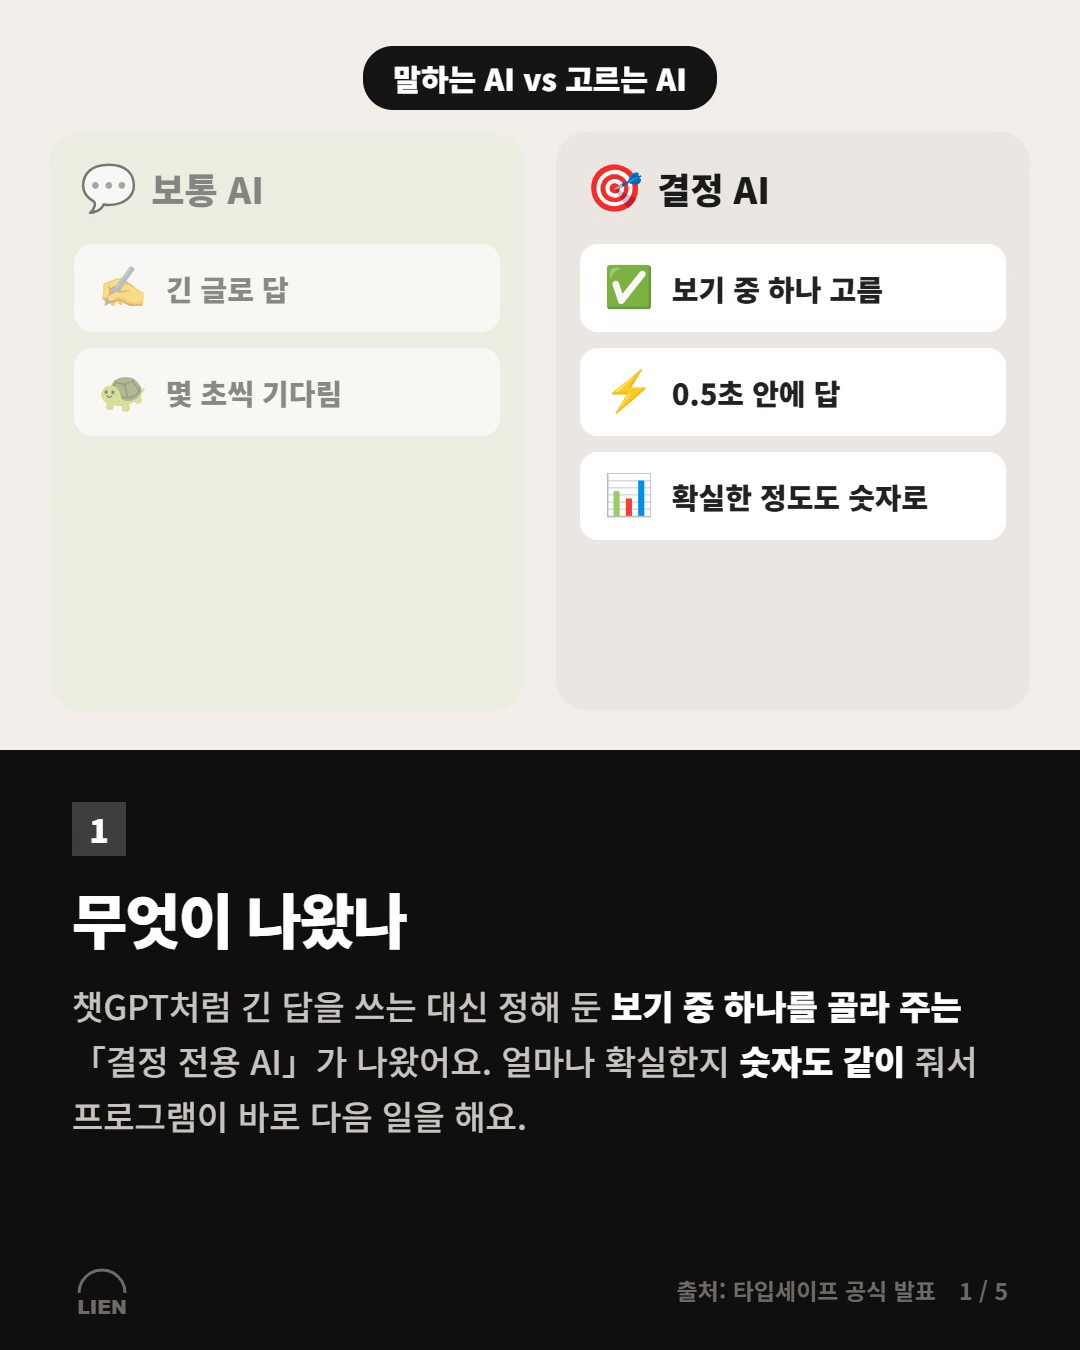 말하는 AI vs 고르는 AI
보통 AI
긴 글로 답
몇 초씩 기다림
결정 AI
보기 중 하나 고름
0.5초 안에 답
확실한 정도도 숫자로
1
무엇이 나왔나
챗GPT처럼 긴 답을 쓰는 대신 정해 둔 보기 중 하나를 골라 주는
「결정 전용 AI」가 나왔어요. 얼마나 확실한지 숫자도 같이 줘서
프로그램이 바로 다음 일을 해요.
LIEN
출처: 타입세이프 공식 발표 1 / 5